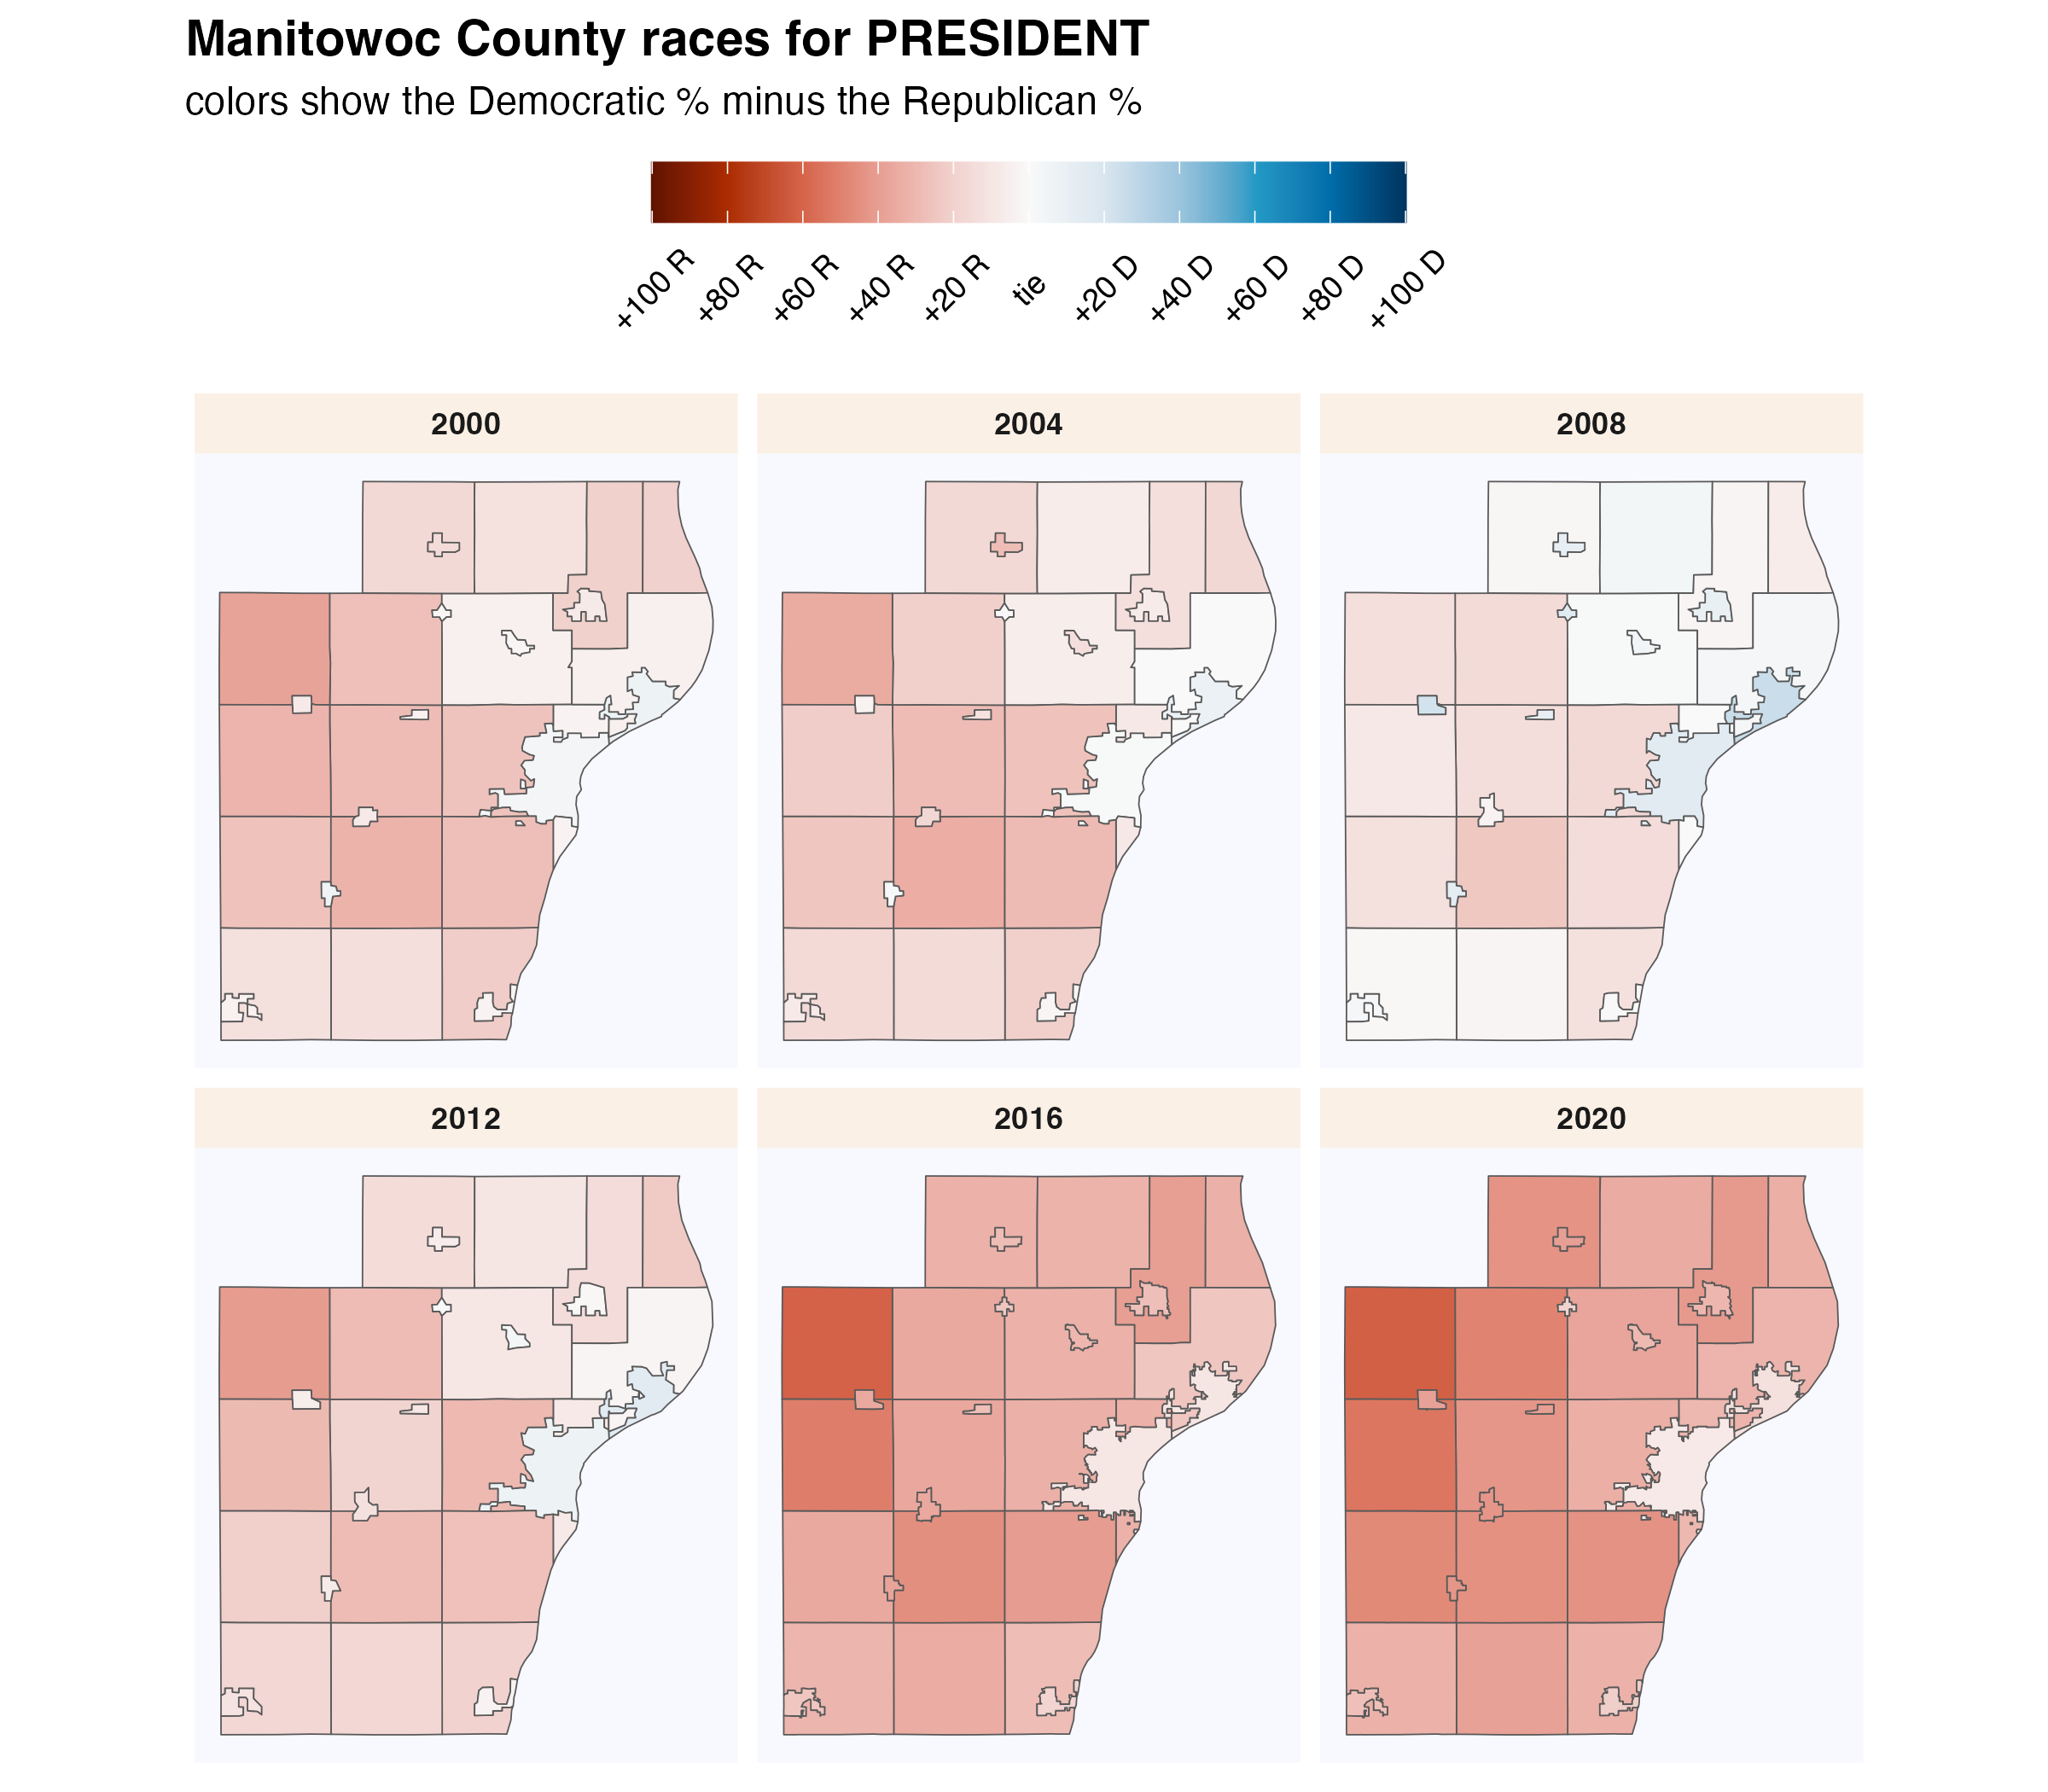 Manitowoc County races for PRESIDENT
colors show the Democratic % minus the Republican %
+100 R +80 R +60 R +40 R +20 R tie +20 D +40 D +60 D +80 D +100 D
2000 2004 2008
2012 2016 2020